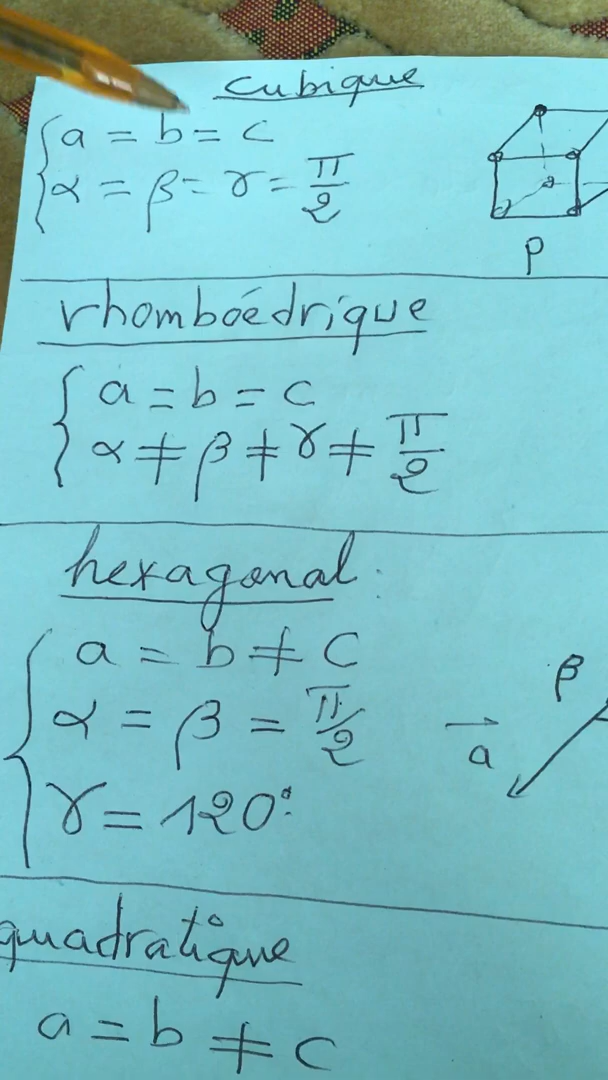 cubique
a = b = c
α = β = γ = π/2
P
rhomboédrique
a = b = c
α ≠ β ≠ γ ≠ π/2
hexagonal
a = b ≠ c
α = β = π/2
β
a
γ = 120°
quadratique
a = b ≠ c